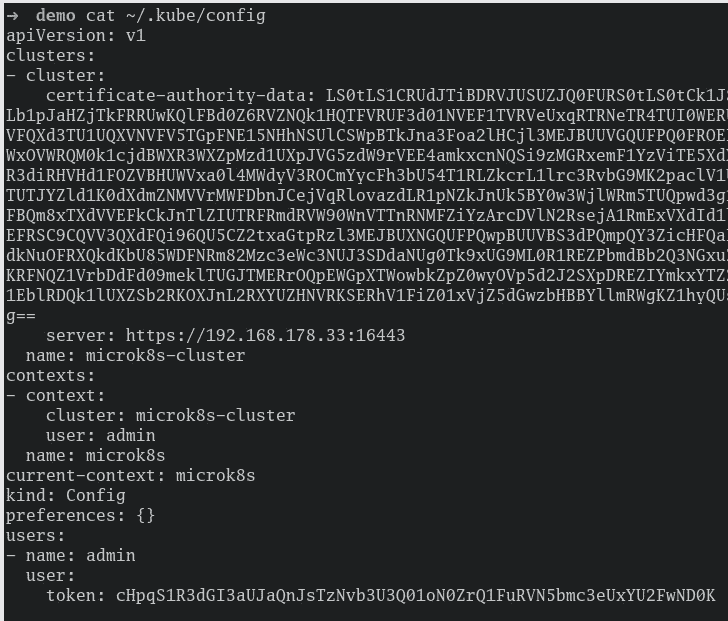 → demo cat ~/.kube/config
apiVersion: v1
clusters:
- cluster:
    certificate-authority-data: LS0tLS1CRUdJTiBDRVJUSUZJQ0FURS0tLS0tCk1J
Lb1pJaHZjTkFRRUwKQlFBd0Z6RVZNQk1HQTFVRUF3d01NVEF1TVRVeUxqRTRNeTR4TUI0WERU
VFQXd3TU1UQXVNVFV5TGpFNE15NHhNSUlCSWpBTkJna3Foa2lHCjl3MEJBUUVGQUFPQ0FROE
WxOVWRQM0k1cjdBWXR3WXZpMzd1UXpJVG5zdW9rVEE4amkxcnNQSi9zMGRxemF1YzViTE5Xd
R3diRHVHd1FOZVBHUWVxa0l4MWdyV3ROCmYycFh3bU54T1RLZkcrL1lrc3RvbG9MK2paclV1
TUTJYZld1K0dXdmZNMVVrMWFDbnJCejVqRlovazdLR1pNZkJnUk5BY0w3WjlWRm5TUQpwd3g
FBQm8xTXdVVEFkCkJnTlZIUTRFRmdRVW90WnVTTnRNMFZiYzArcDVlN2RsejA1RmExVXdId1
EFRSC9CQVV3QXdFQi96QU5CZ2txaGtpRzl3MEJBUXNGQUFPQwpBUUVBS3dPQmpQY3ZicHFQa
dkNuOFRXQkdKbU85WDFNRm82Mzc3eWc3NUJ3SDdaNUg0Tk9xUG9ML0R1REZPbmdBb2Q3NGxu
KRFNQZ1VrbDdFd09meklTUGJTMERrOQpEWGpXTWowbkZpZ0wyOVp5d2J2SXpDREZIYmkxYTZ
1EblRDQk1lUXZSb2RKOXJnL2RXYUZHNVRKSERhV1FiZ01xVjZ5dGwzbHBBYllmRWgKZ1hyQU
g==
    server: https://192.168.178.33:16443
  name: microk8s-cluster
contexts:
- context:
    cluster: microk8s-cluster
    user: admin
  name: microk8s
current-context: microk8s
kind: Config
preferences: {}
users:
- name: admin
  user:
    token: cHpqS1R3dGI3aUJaQnJsTzNvb3U3Q01oN0ZrQ1FuRVN5bmc3eUxYU2FwND0K